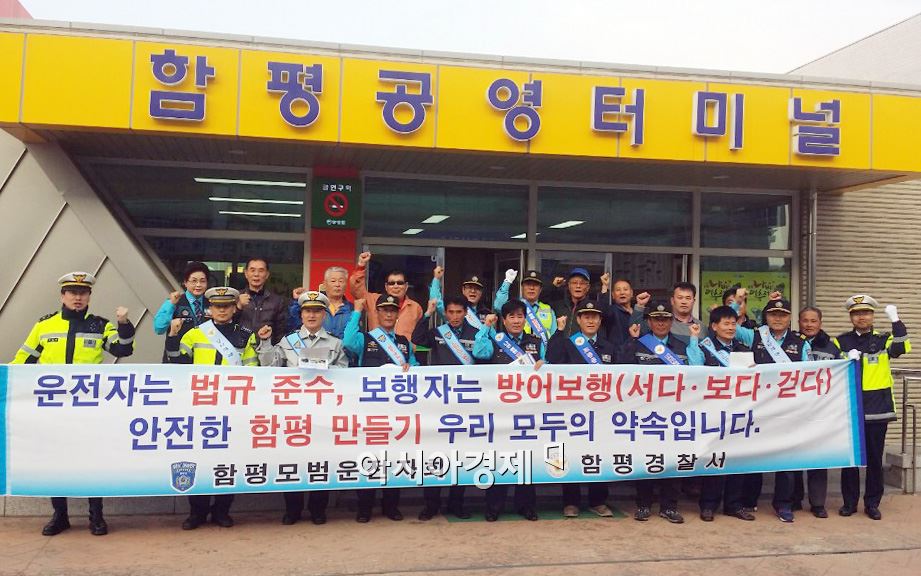 함평공영터미널
금연구역
운전자는 법규 준수, 보행자는 방어보행(서다·보다·걷다)
안전한 함평 만들기 우리 모두의 약속입니다.
함평모범운전자회 함평경찰서
아시아경제